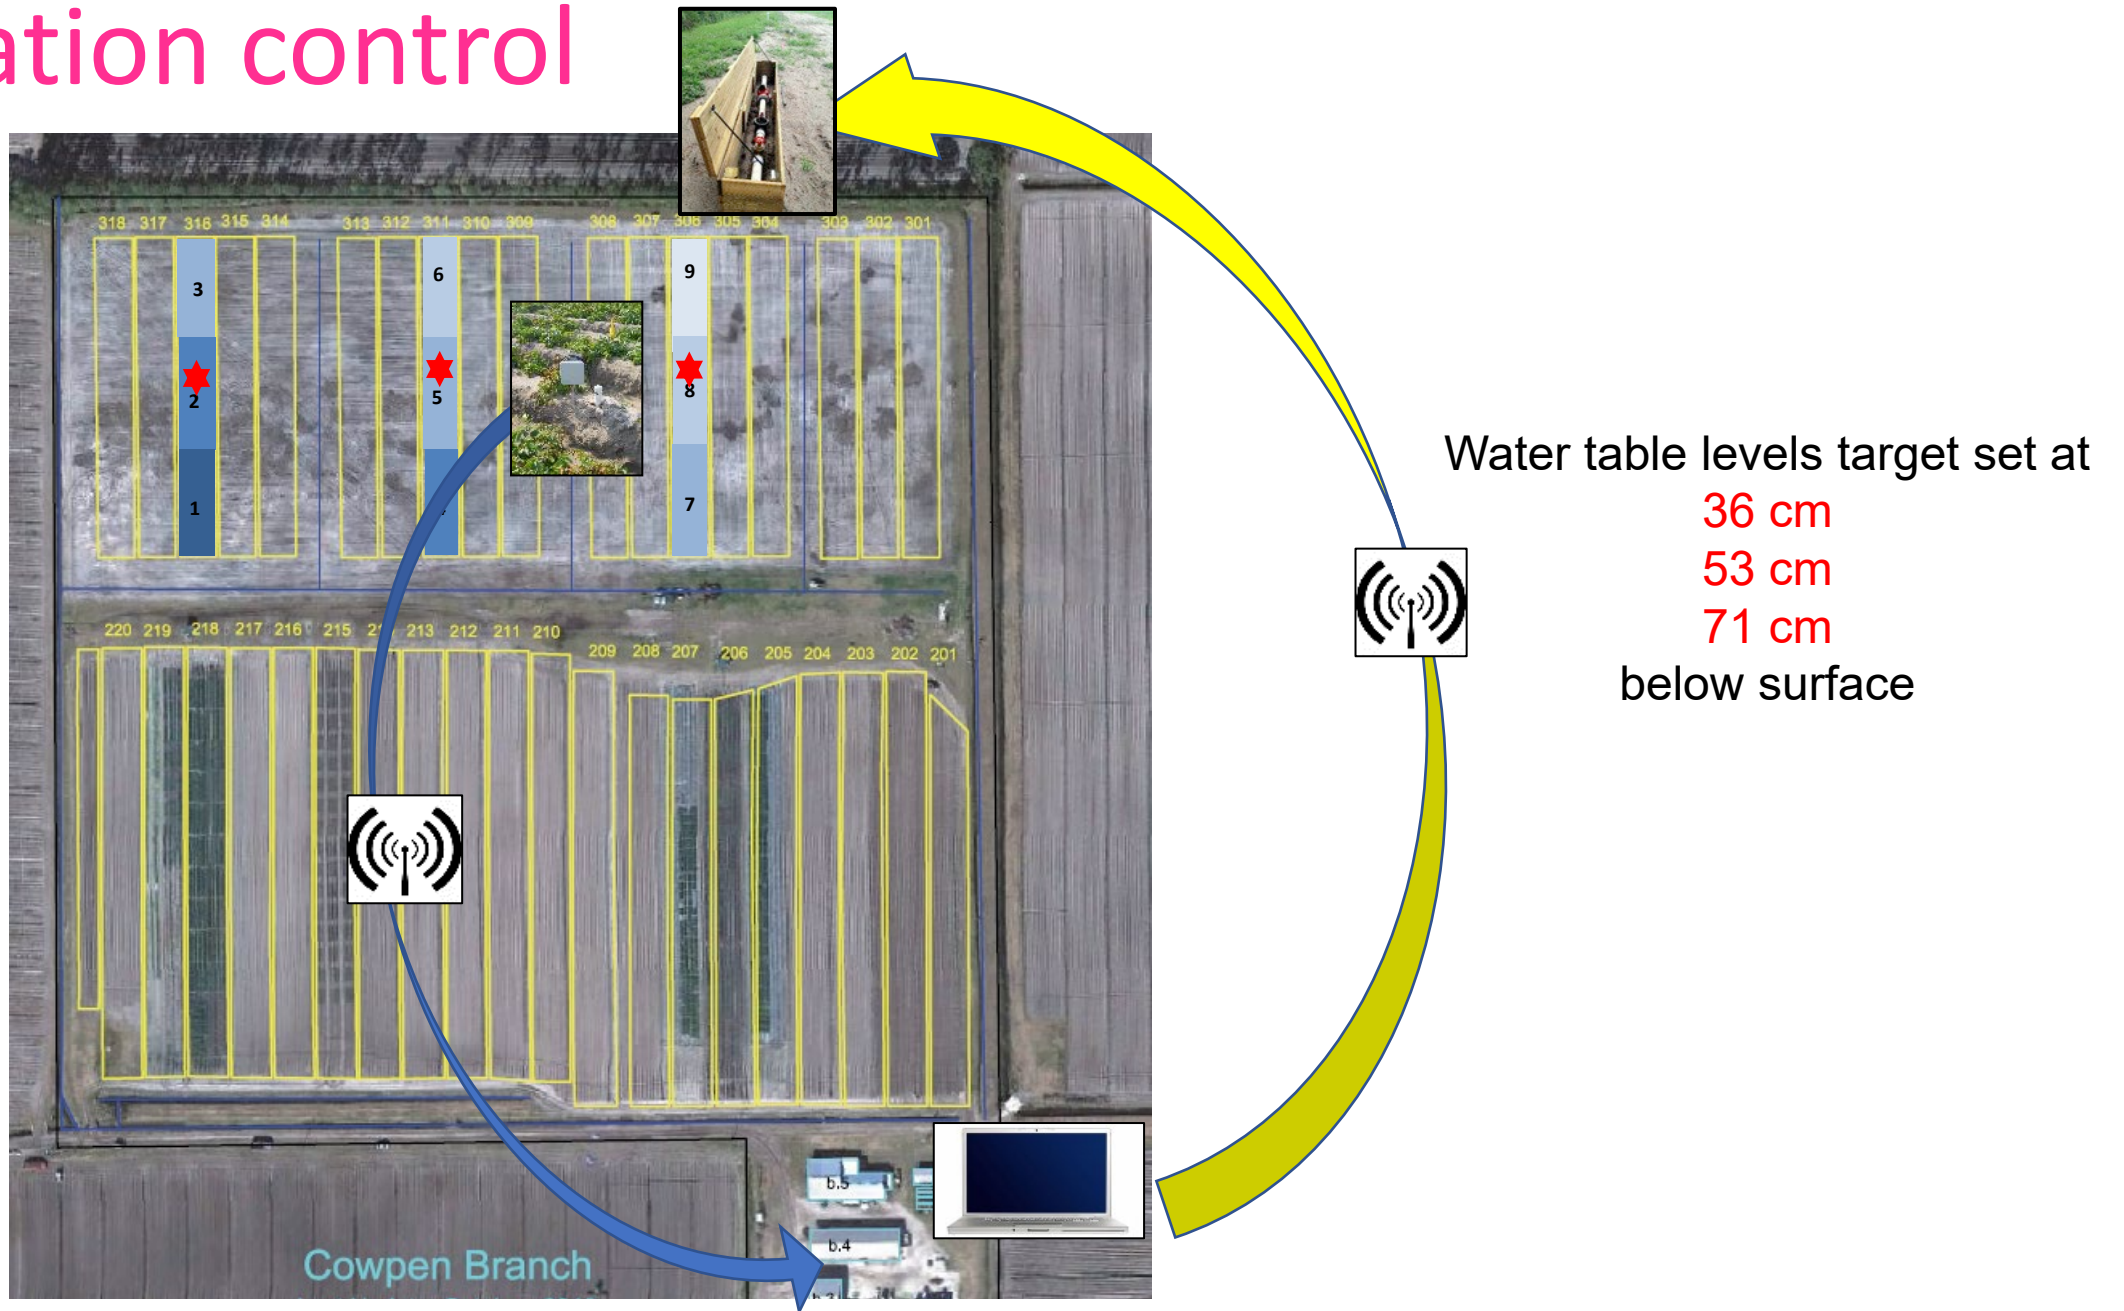 ation control
318 317 316 315 314 313 312 311 310 309 308 307 306 305 304 303 302 301
3 6 9
2 5 8
1 7
220 219 218 217 216 215 213 212 211 210
209 208 207 206 205 204 203 202 201
Water table levels target set at
36 cm
53 cm
71 cm
below surface
b.5
b.4
Cowpen Branch